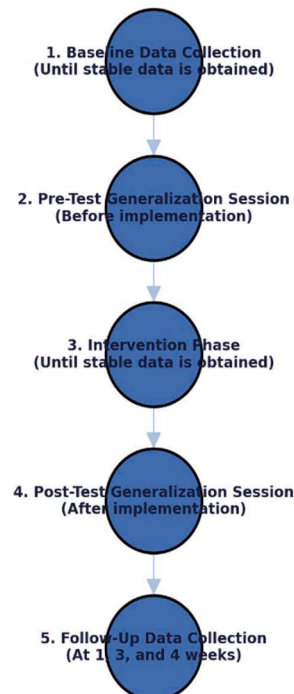 1. Baseline Data Collection
(Until stable data is obtained)
2. Pre-Test Generalization Session
(Before implementation)
3. Intervention Phase
(Until stable data is obtained)
4. Post-Test Generalization Session
(After implementation)
5. Follow-Up Data Collection
(At 1, 3, and 4 weeks)